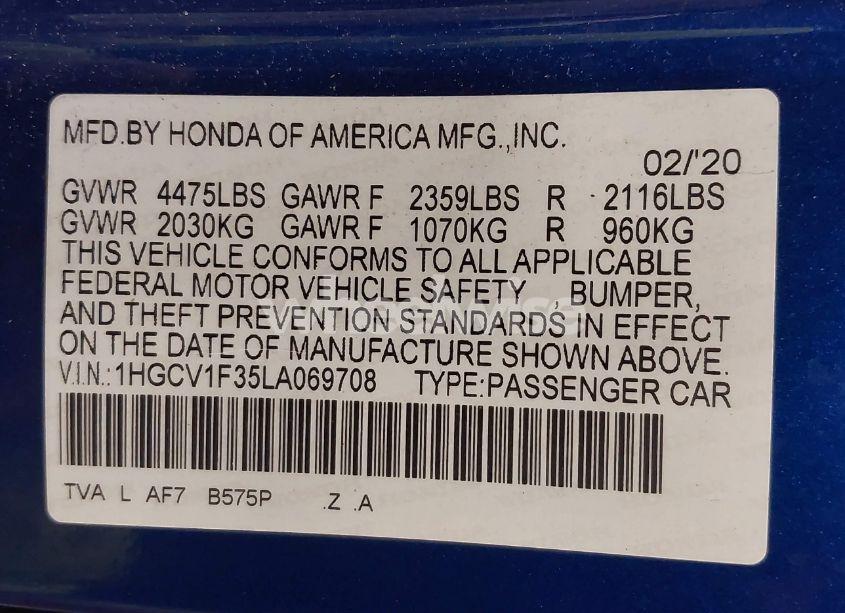 MFD.BY HONDA OF AMERICA MFG.,INC.
02/'20
GVWR 4475LBS GAWR F 2359LBS R 2116LBS
GVWR 2030KG GAWR F 1070KG R 960KG
THIS VEHICLE CONFORMS TO ALL APPLICABLE
FEDERAL MOTOR VEHICLE SAFETY , BUMPER,
AND THEFT PREVENTION STANDARDS IN EFFECT
ON THE DATE OF MANUFACTURE SHOWN ABOVE.
V.I.N.:1HGCV1F35LA069708 TYPE:PASSENGER CAR
TVA L AF7 B575P .Z .A